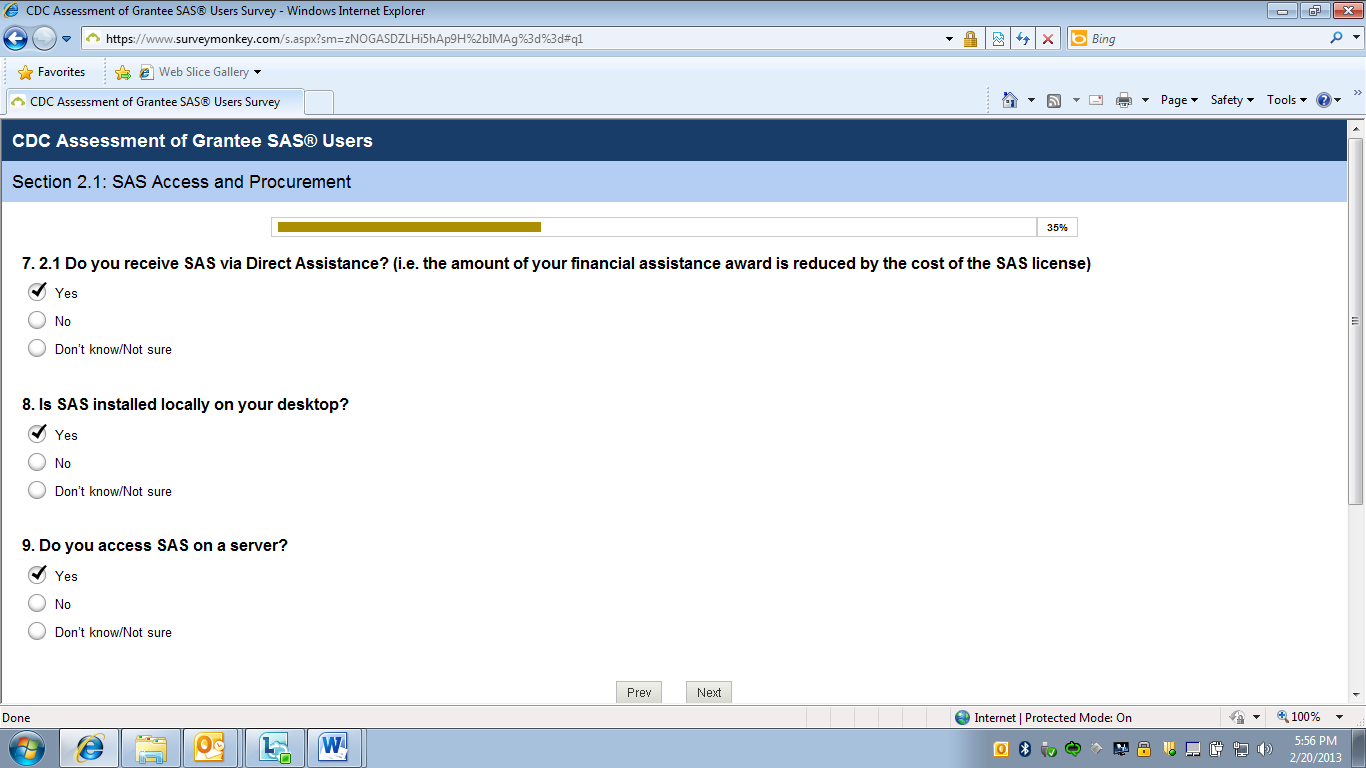 CDC Assessment of Grantee SAS® Users Survey - Windows Internet Explorer
https://www.surveymonkey.com/s.aspx?sm=zNOGASDZLHi5hAp9H%2bIMAg%3d%3d#q1
Bing
Favorites
Web Slice Gallery
CDC Assessment of Grantee SAS® Users Survey
Page
Safety
Tools
CDC Assessment of Grantee SAS® Users
Section 2.1: SAS Access and Procurement
35%
7. 2.1 Do you receive SAS via Direct Assistance? (i.e. the amount of your financial assistance award is reduced by the cost of the SAS license)
Yes
No
Don't know/Not sure
8. Is SAS installed locally on your desktop?
Yes
No
Don't know/Not sure
9. Do you access SAS on a server?
Yes
No
Don't know/Not sure
Prev
Next
Done
Internet | Protected Mode: On
100%
5:56 PM
2/20/2013